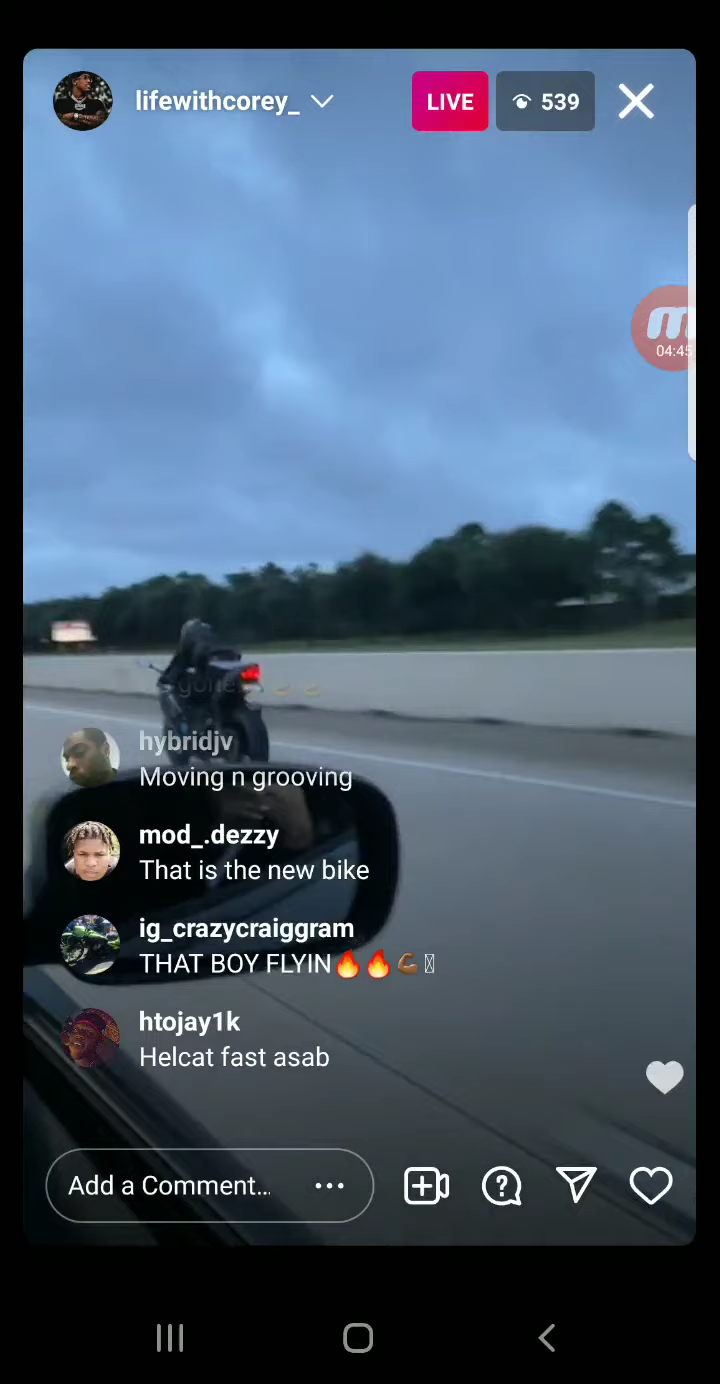 lifewithcorey_
LIVE
539
04:45
gone
hybridjv
Moving n grooving
mod_.dezzy
That is the new bike
ig_crazycraiggram
THAT BOY FLYIN🔥🔥💪🏾
htojay1k
Helcat fast asab
Add a Comment...